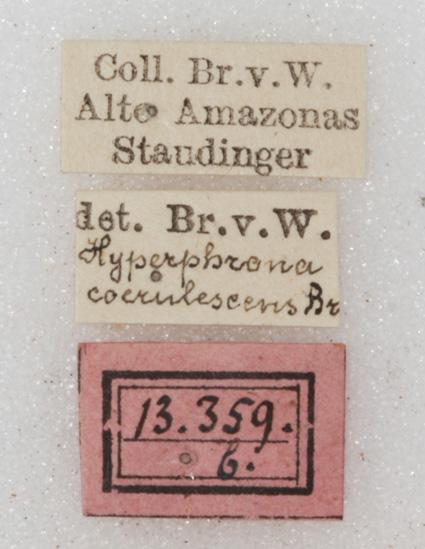 Coll. Br.v.W.
Alto Amazonas
Staudinger
det. Br.v.W.
Hyperphrona
coerulescens Br
13.359.
6.